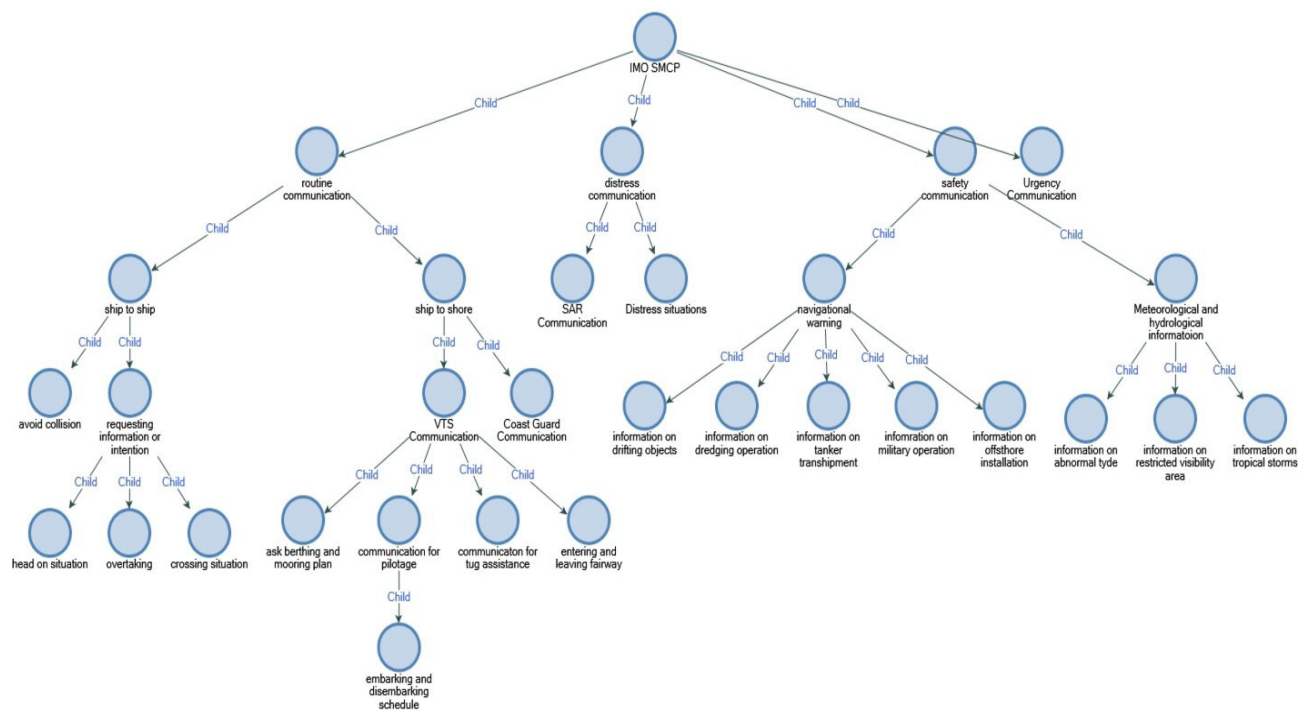 IMO SMCP
Child
Child
Child
Child
routine
communication
distress
communication
safety
communication
Urgency
Communication
Child
Child
Child
Child
Child
Child
ship to ship
ship to shore
SAR
Communication
Distress situations
navigational
warning
Meteorological and
hydrological
informatoion
Child
Child
Child
Child
Child
Child
Child
Child
Child
Child
Child
Child
avoid collision
requesting
information or
intention
VTS
Communication
Coast Guard
Communication
information on
drifting objects
information on
dredging operation
information on
tanker
transhipment
infomration on
military operation
information on
offshore
installation
information on
abnormal tyde
information on
restricted visibility
area
information on
tropical storms
Child
Child
Child
Child
Child
Child
Child
head on situation
overtaking
crossing situation
ask berthing and
mooring plan
communication for
pilotage
communicaton for
tug assistance
entering and
leaving fairway
Child
embarking and
disembarking
schedule